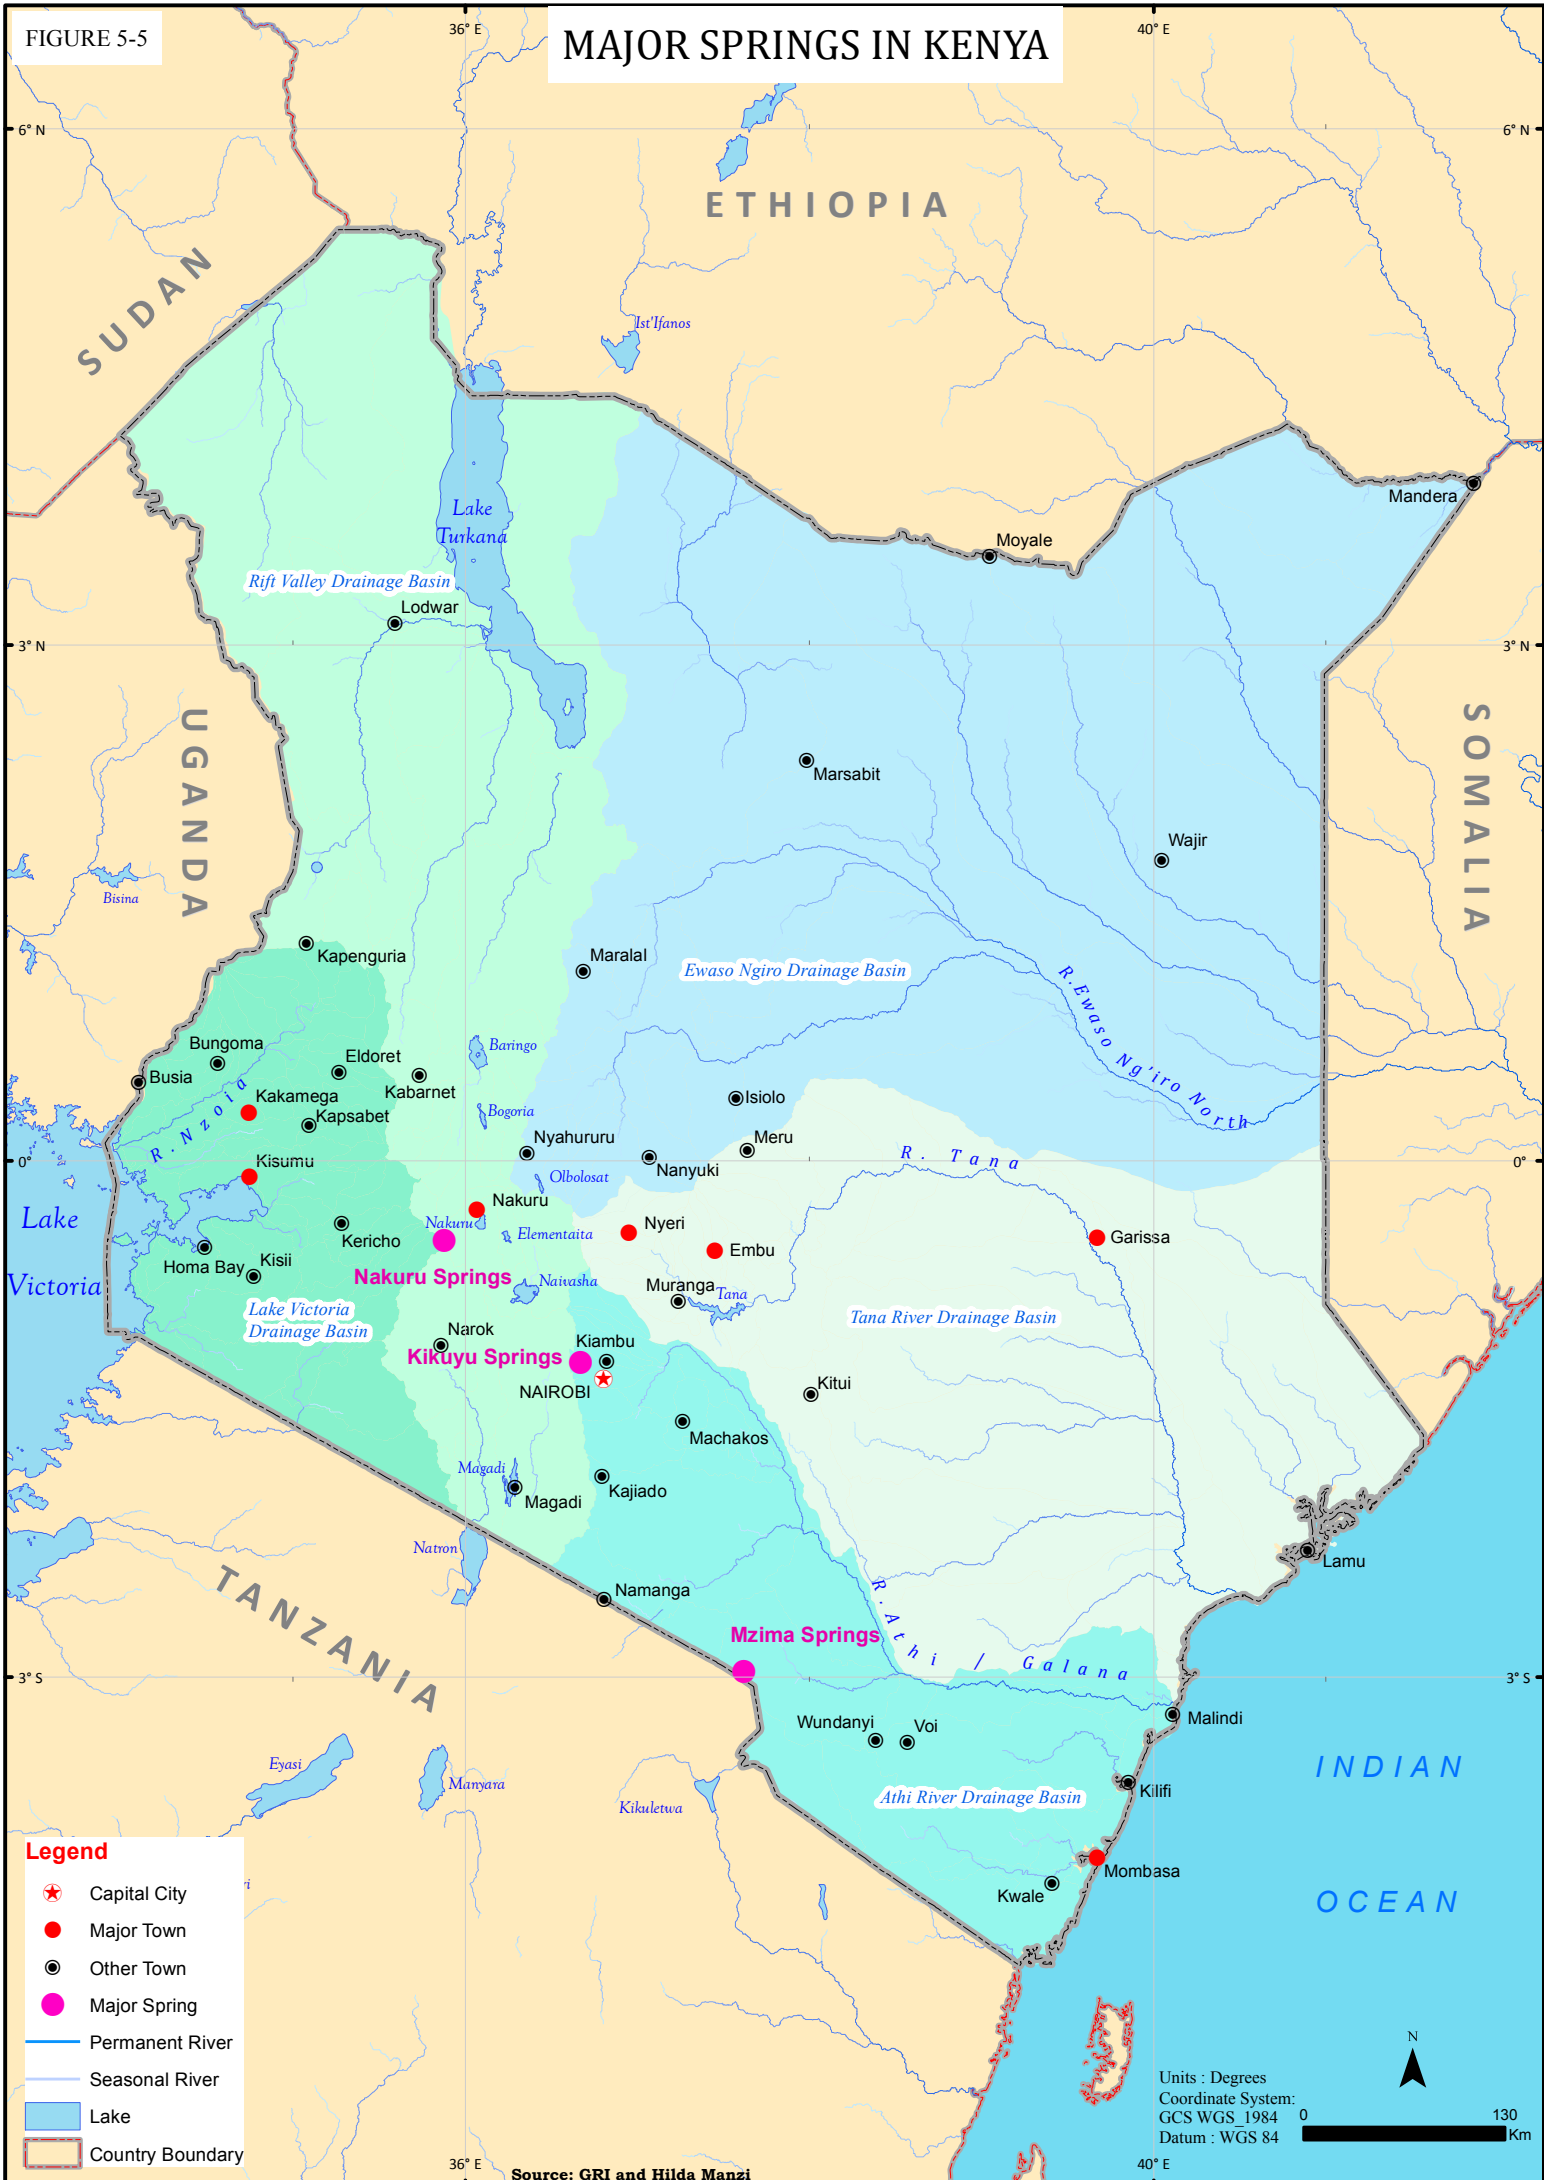 FIGURE 5-5
MAJOR SPRINGS IN KENYA
36° E
40° E
6° N
6° N
ETHIOPIA
SUDAN
Ist'Ifanos
Mandera
Lake
Turkana
Moyale
Rift Valley Drainage Basin
Lodwar
3° N
3° N
UGANDA
SOMALIA
Marsabit
Wajir
Bisina
Kapenguria
Maralal
Ewaso Ngiro Drainage Basin
R.Ewaso Ng'iro North
Bungoma
Baringo
Eldoret
Busia
Kabarnet
Kakamega
Isiolo
Bogoria
Kapsabet
R.Nzoia
Nyahururu
Meru
R. Tana
Kisumu
0°
0°
Nanyuki
Olbolosat
Lake
Victoria
Nakuru
Nakuru
Nyeri
Elementaita
Kericho
Garissa
Embu
Homa Bay
Kisii
Nakuru Springs
Naivasha
Muranga
Tana
Lake Victoria
Drainage Basin
Tana River Drainage Basin
Narok
Kiambu
Kikuyu Springs
NAIROBI
Kitui
Machakos
Magadi
Kajiado
Magadi
Natron
Lamu
TANZANIA
Namanga
R.Athi / Galana
Mzima Springs
3° S
3° S
Malindi
Wundanyi
Voi
Eyasi
Manyara
Kikuletwa
INDIAN
OCEAN
Kilifi
Athi River Drainage Basin
Mombasa
Kwale
Legend
Capital City
Major Town
Other Town
Major Spring
Permanent River
Seasonal River
Lake
Country Boundary
N
Units : Degrees
Coordinate System:
GCS WGS_1984
Datum : WGS 84
0
130
Km
36° E
40° E
Source: GRI and Hilda Manzi